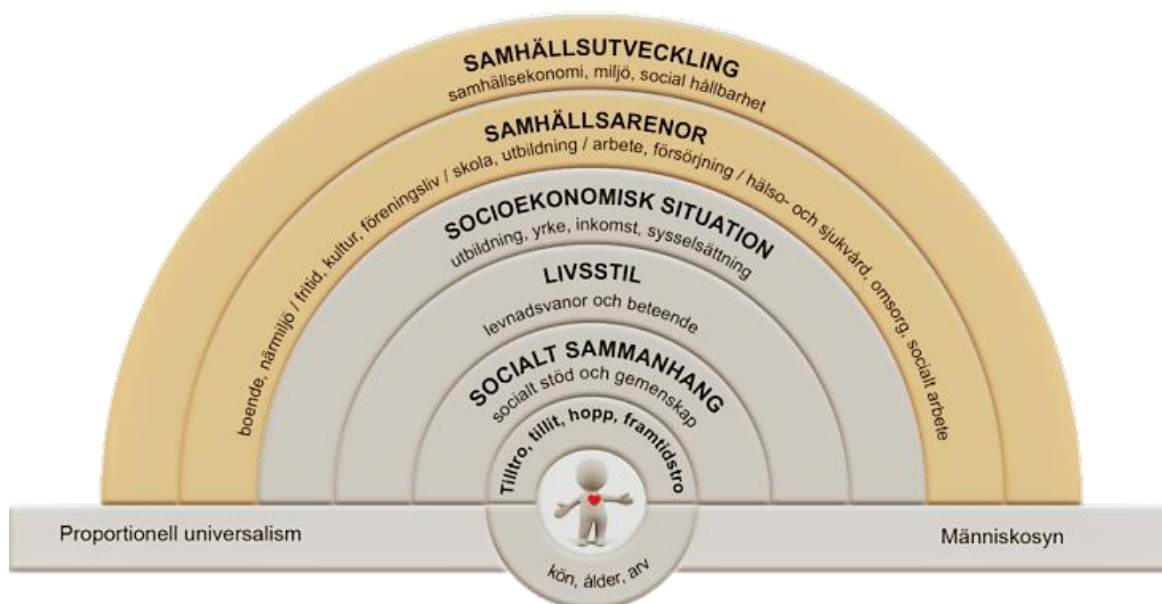 SAMHÄLLSUTVECKLING
samhällsekonomi, miljö, social hållbarhet
SAMHÄLLSARENOR
boende, närmiljö / fritid, kultur, föreningsliv / skola, utbildning / arbete, försörjning / hälso- och sjukvård, omsorg, socialt arbete
SOCIOEKONOMISK SITUATION
utbildning, yrke, inkomst, sysselsättning
LIVSSTIL
levnadsvanor och beteende
SOCIALT SAMMANHANG
socialt stöd och gemenskap
Tilltro, tillit, hopp, framtidstro
Proportionell universalism
Människosyn
kön, ålder, arv